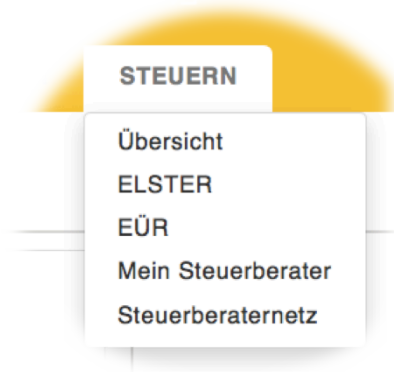 STEUERN
Übersicht
ELSTER
EÜR
Mein Steuerberater
Steuerberaternetz